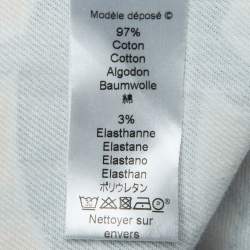 Modèle déposé ©
97%
Coton
Cotton
Algodon
Baumwolle
綿
3%
Elasthanne
Elastane
Elastano
Elasthan
ポリウレタン
Nettoyer sur
envers